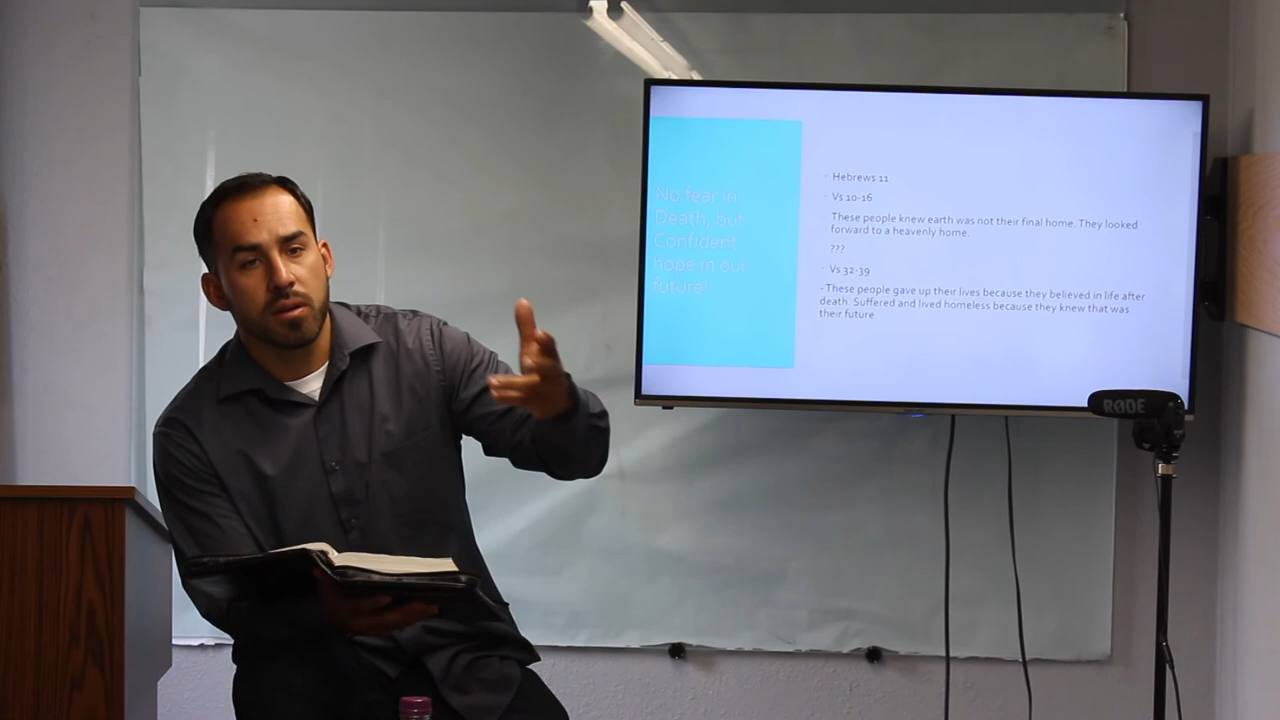 No fear in
Death, but
Confident
hope in our
future!
Hebrews 11
Vs 10-16
These people knew earth was not their final home. They looked
forward to a heavenly home.
???
Vs 32-39
- These people gave up their lives because they believed in life after
death. Suffered and lived homeless because they knew that was
their future.
RØDE